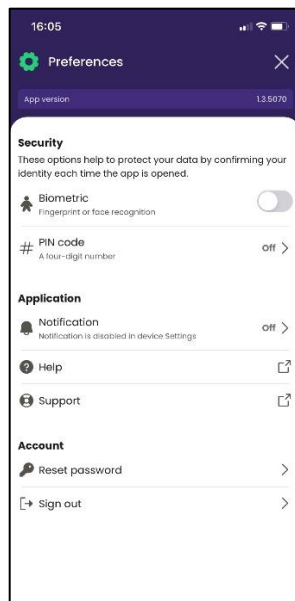 16:05
Preferences
App version 1.3.5070
Security
These options help to protect your data by confirming your
identity each time the app is opened.
Biometric
Fingerprint or face recognition
PIN code
A four-digit number
Off
Application
Notification
Notification is disabled in device Settings
Off
Help
Support
Account
Reset password
Sign out